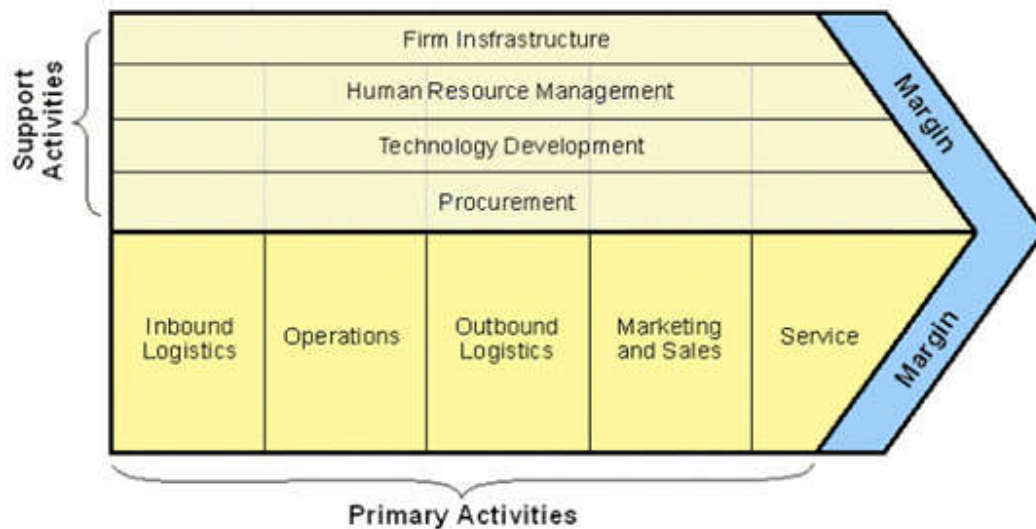 Support
Activities
Firm Insfrastructure
Human Resource Management
Technology Development
Procurement
Margin
Inbound
Logistics
Operations
Outbound
Logistics
Marketing
and Sales
Service
Margin
Primary Activities